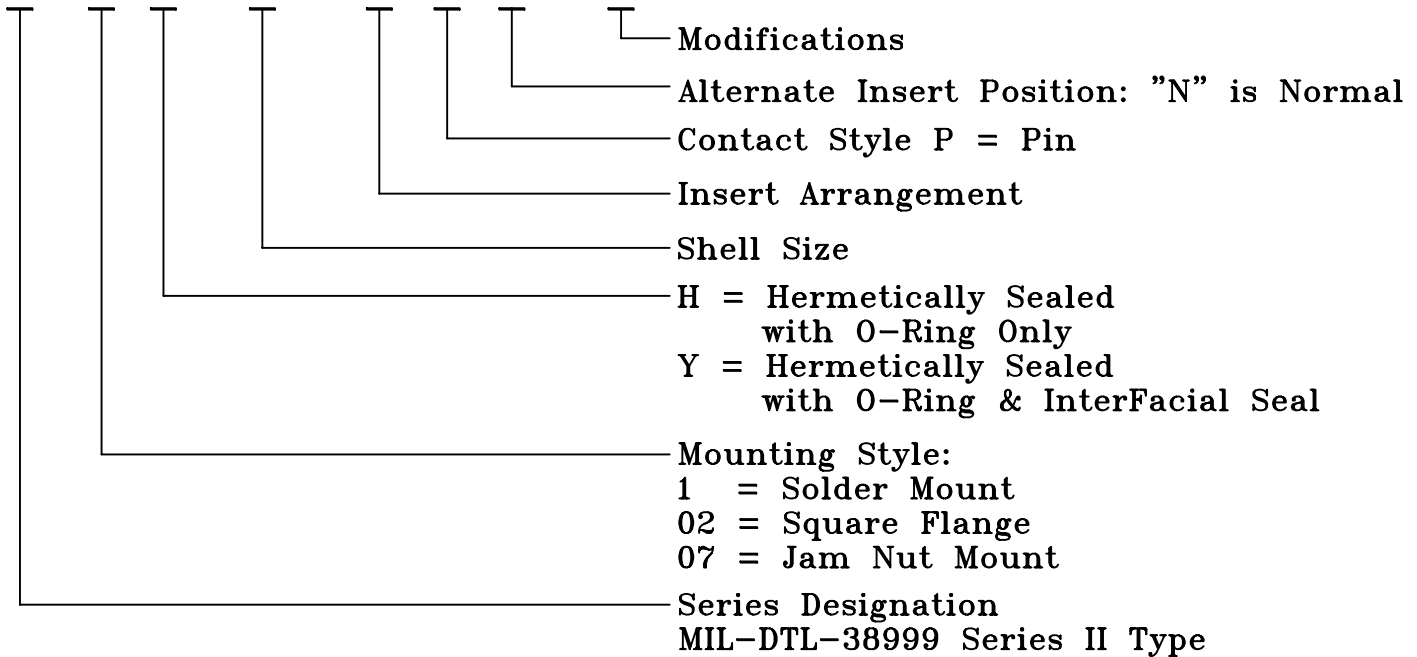 Modifications
Alternate Insert Position: ”N” is Normal
Contact Style P = Pin
Insert Arrangement
Shell Size
H = Hermetically Sealed
with O-Ring Only
Y = Hermetically Sealed
with O-Ring & InterFacial Seal
Mounting Style:
1 = Solder Mount
02 = Square Flange
07 = Jam Nut Mount
Series Designation
MIL-DTL-38999 Series II Type